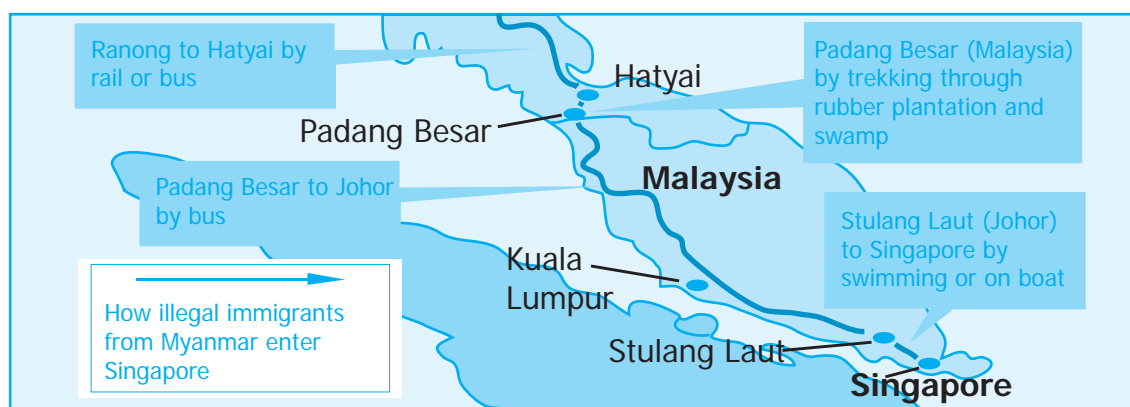 Ranong to Hatyai by
rail or bus
Hatyai
Padang Besar (Malaysia)
by trekking through
rubber plantation and
swamp
Padang Besar
Malaysia
Padang Besar to Johor
by bus
Stulang Laut (Johor)
to Singapore by
swimming or on boat
Kuala
Lumpur
How illegal immigrants
from Myanmar enter
Singapore
Stulang Laut
Singapore